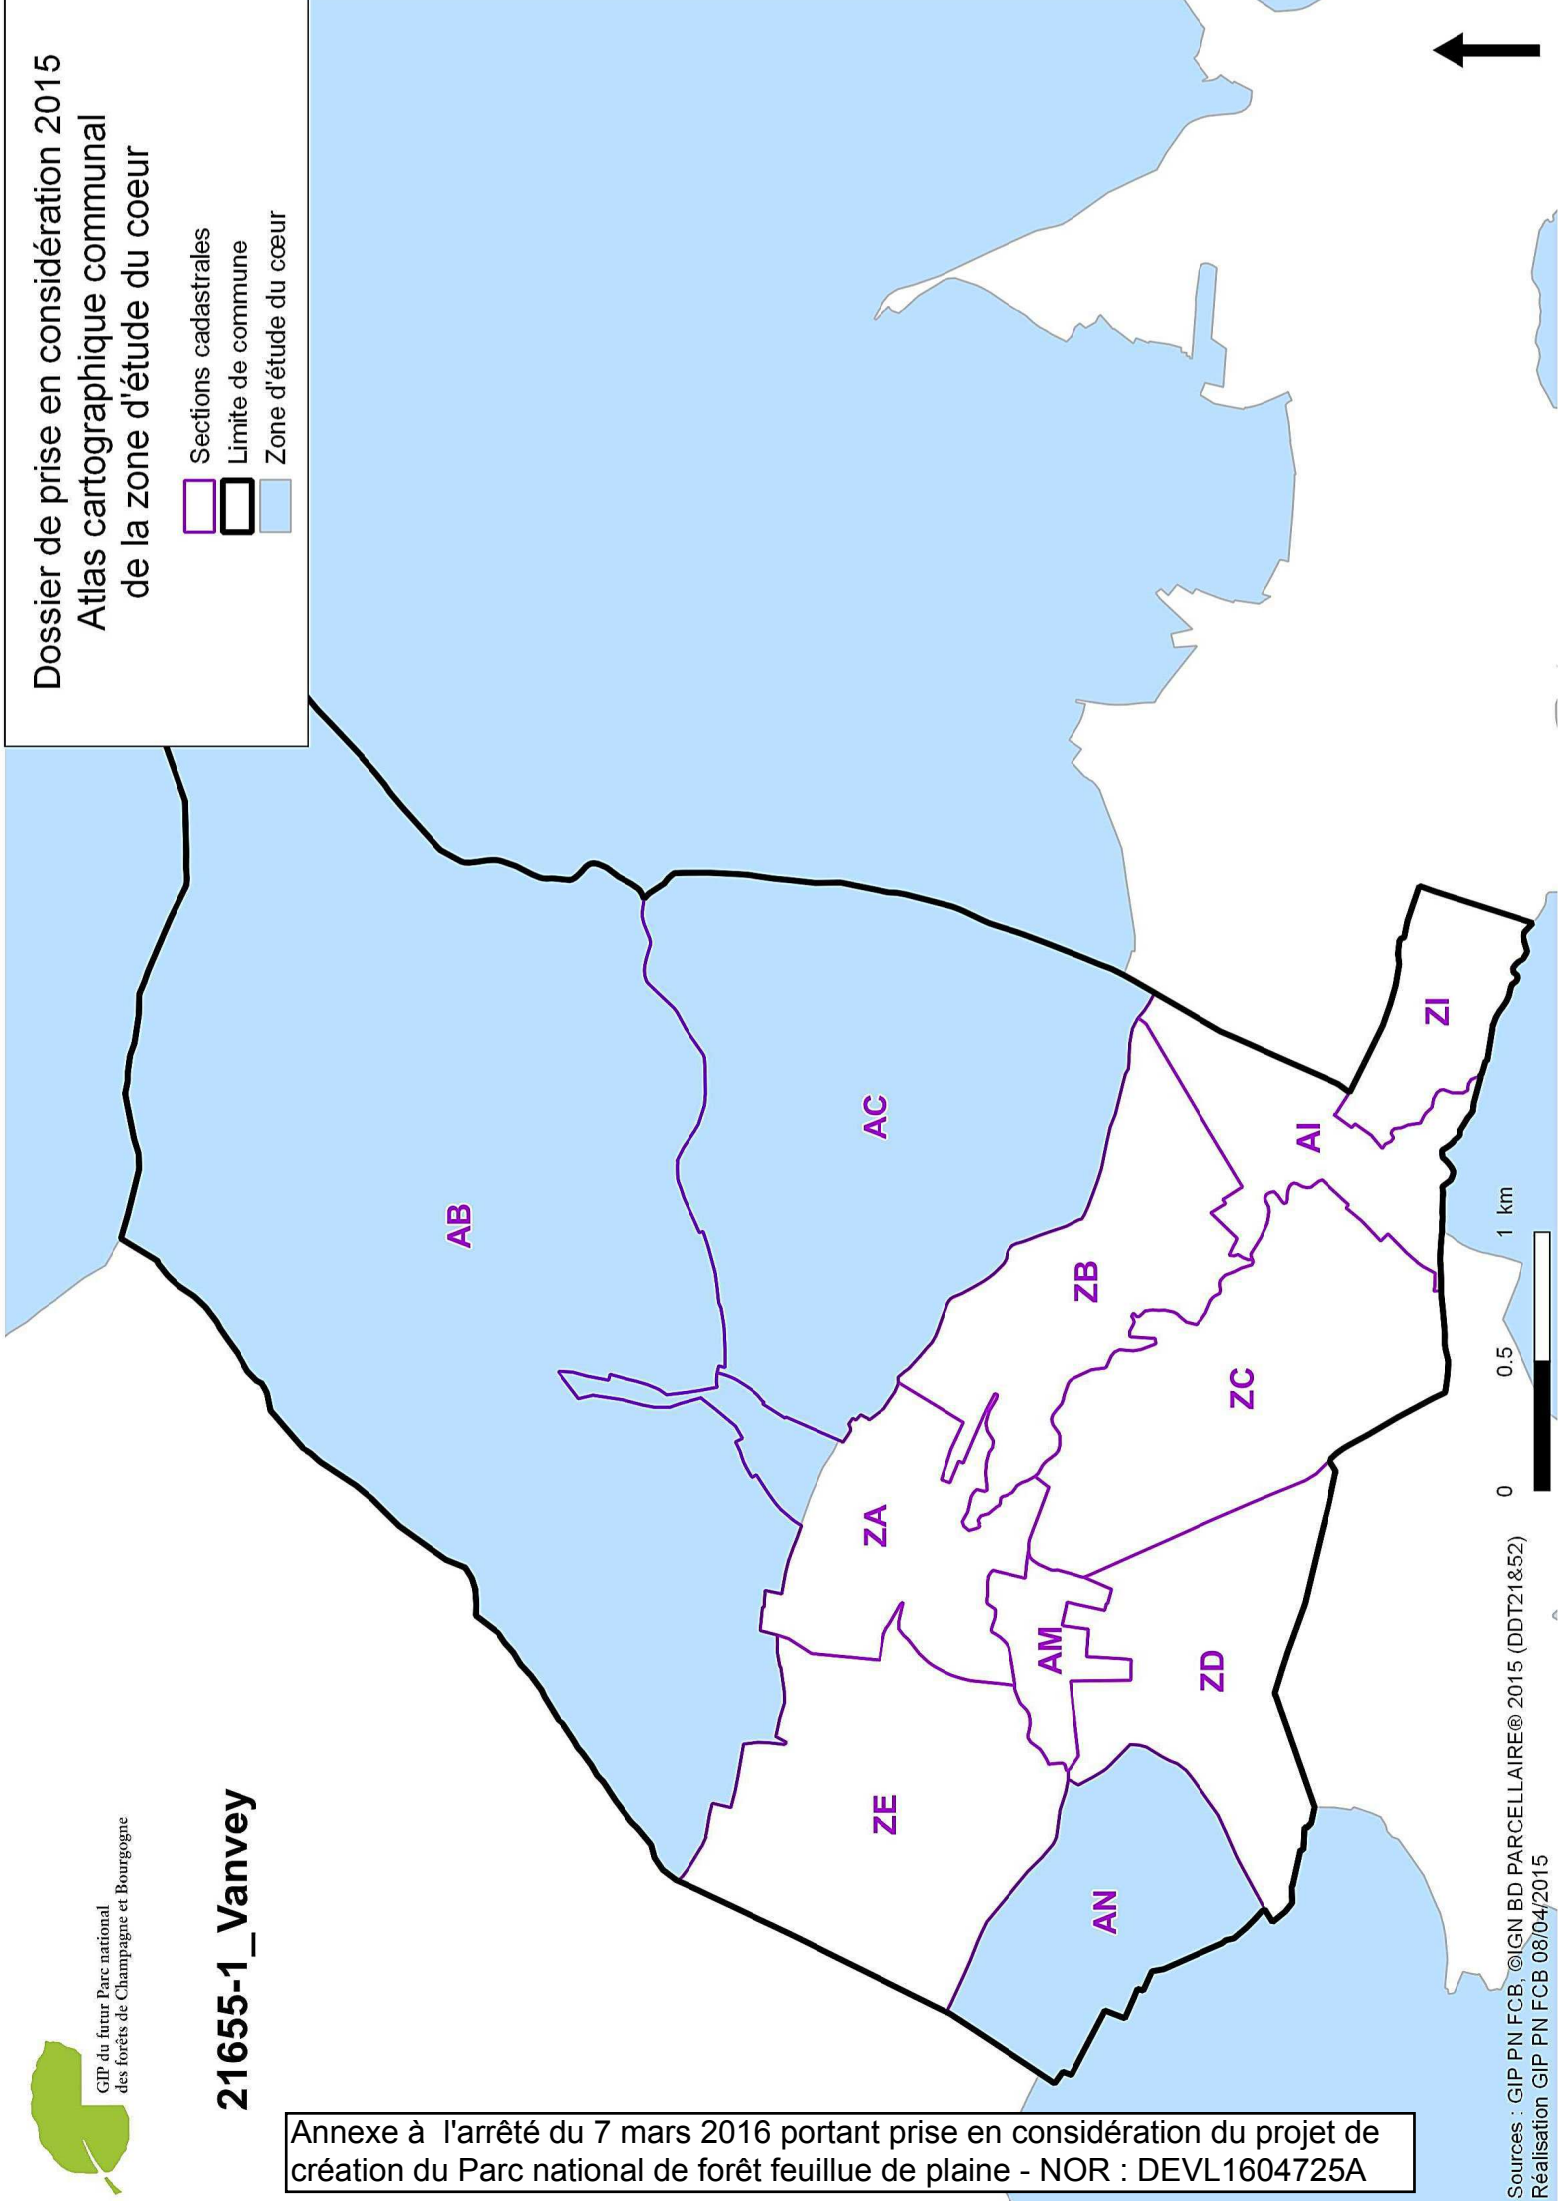 GIP du futur Parc national
des forêts de Champagne et Bourgogne
21655-1_Vanvey
Dossier de prise en considération 2015
Atlas cartographique communal
de la zone d'étude du coeur
Sections cadastrales
Limite de commune
Zone d'étude du cœur
AB
AC
ZA
ZB
ZE
AM
AN
ZC
ZD
AI
ZI
0 0.5 1 km
Sources : GIP PN FCB, ©IGN BD PARCELLAIRE® 2015 (DDT21&52)
Réalisation GIP PN FCB 08/04/2015
Annexe à l'arrêté du 7 mars 2016 portant prise en considération du projet de
création du Parc national de forêt feuillue de plaine - NOR : DEVL1604725A